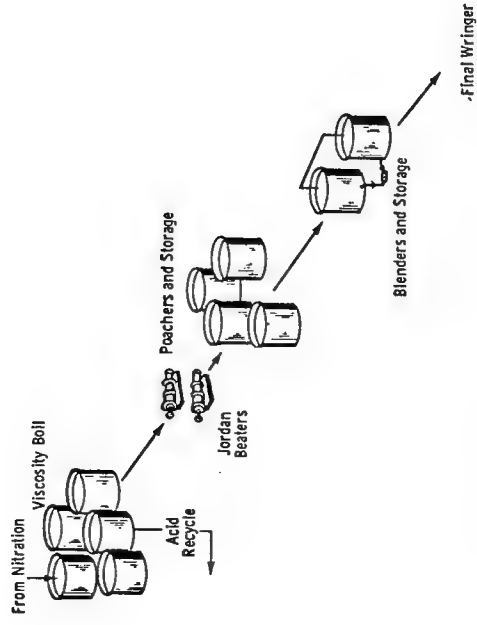 From Nitration
Viscosity Boil
Acid
Recycle
Jordan
Beaters
Poachers and Storage
Blenders and Storage
Final Wringer